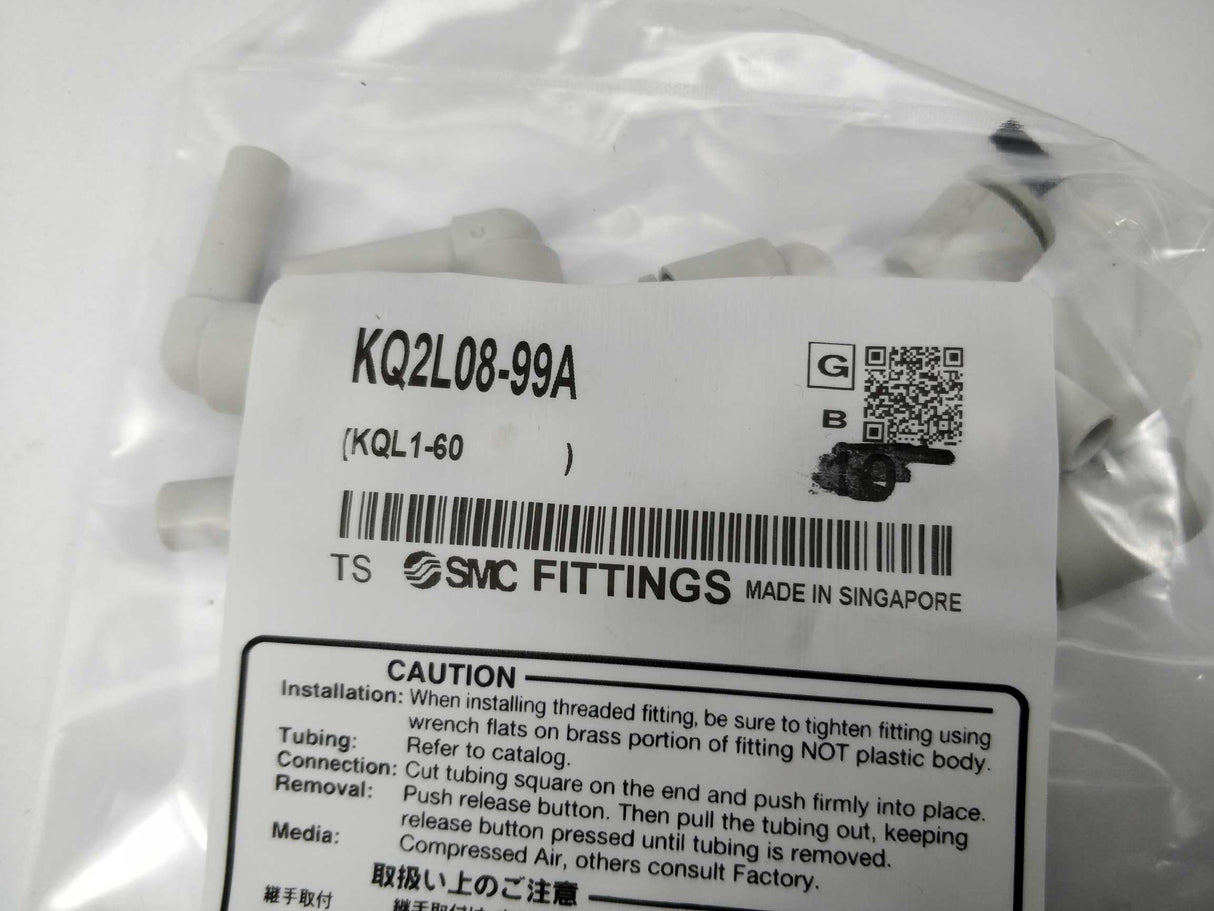 KQ2L08-99A
G
(KQL1-60 )
B
TS SMC FITTINGS MADE IN SINGAPORE
CAUTION
Installation: When installing threaded fitting, be sure to tighten fitting using
wrench flats on brass portion of fitting NOT plastic body.
Tubing: Refer to catalog.
Connection: Cut tubing square on the end and push firmly into place.
Removal: Push release button. Then pull the tubing out, keeping
release button pressed until tubing is removed.
Media: Compressed Air, others consult Factory.
取扱い上のご注意
継手取付